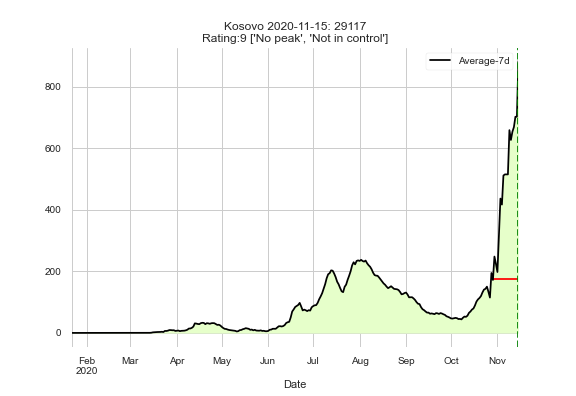 Kosovo 2020-11-15: 29117
Rating:9 ['No peak', 'Not in control']
Average-7d
800
600
400
200
0
Feb Mar Apr May Jun Jul Aug Sep Oct Nov
2020
Date